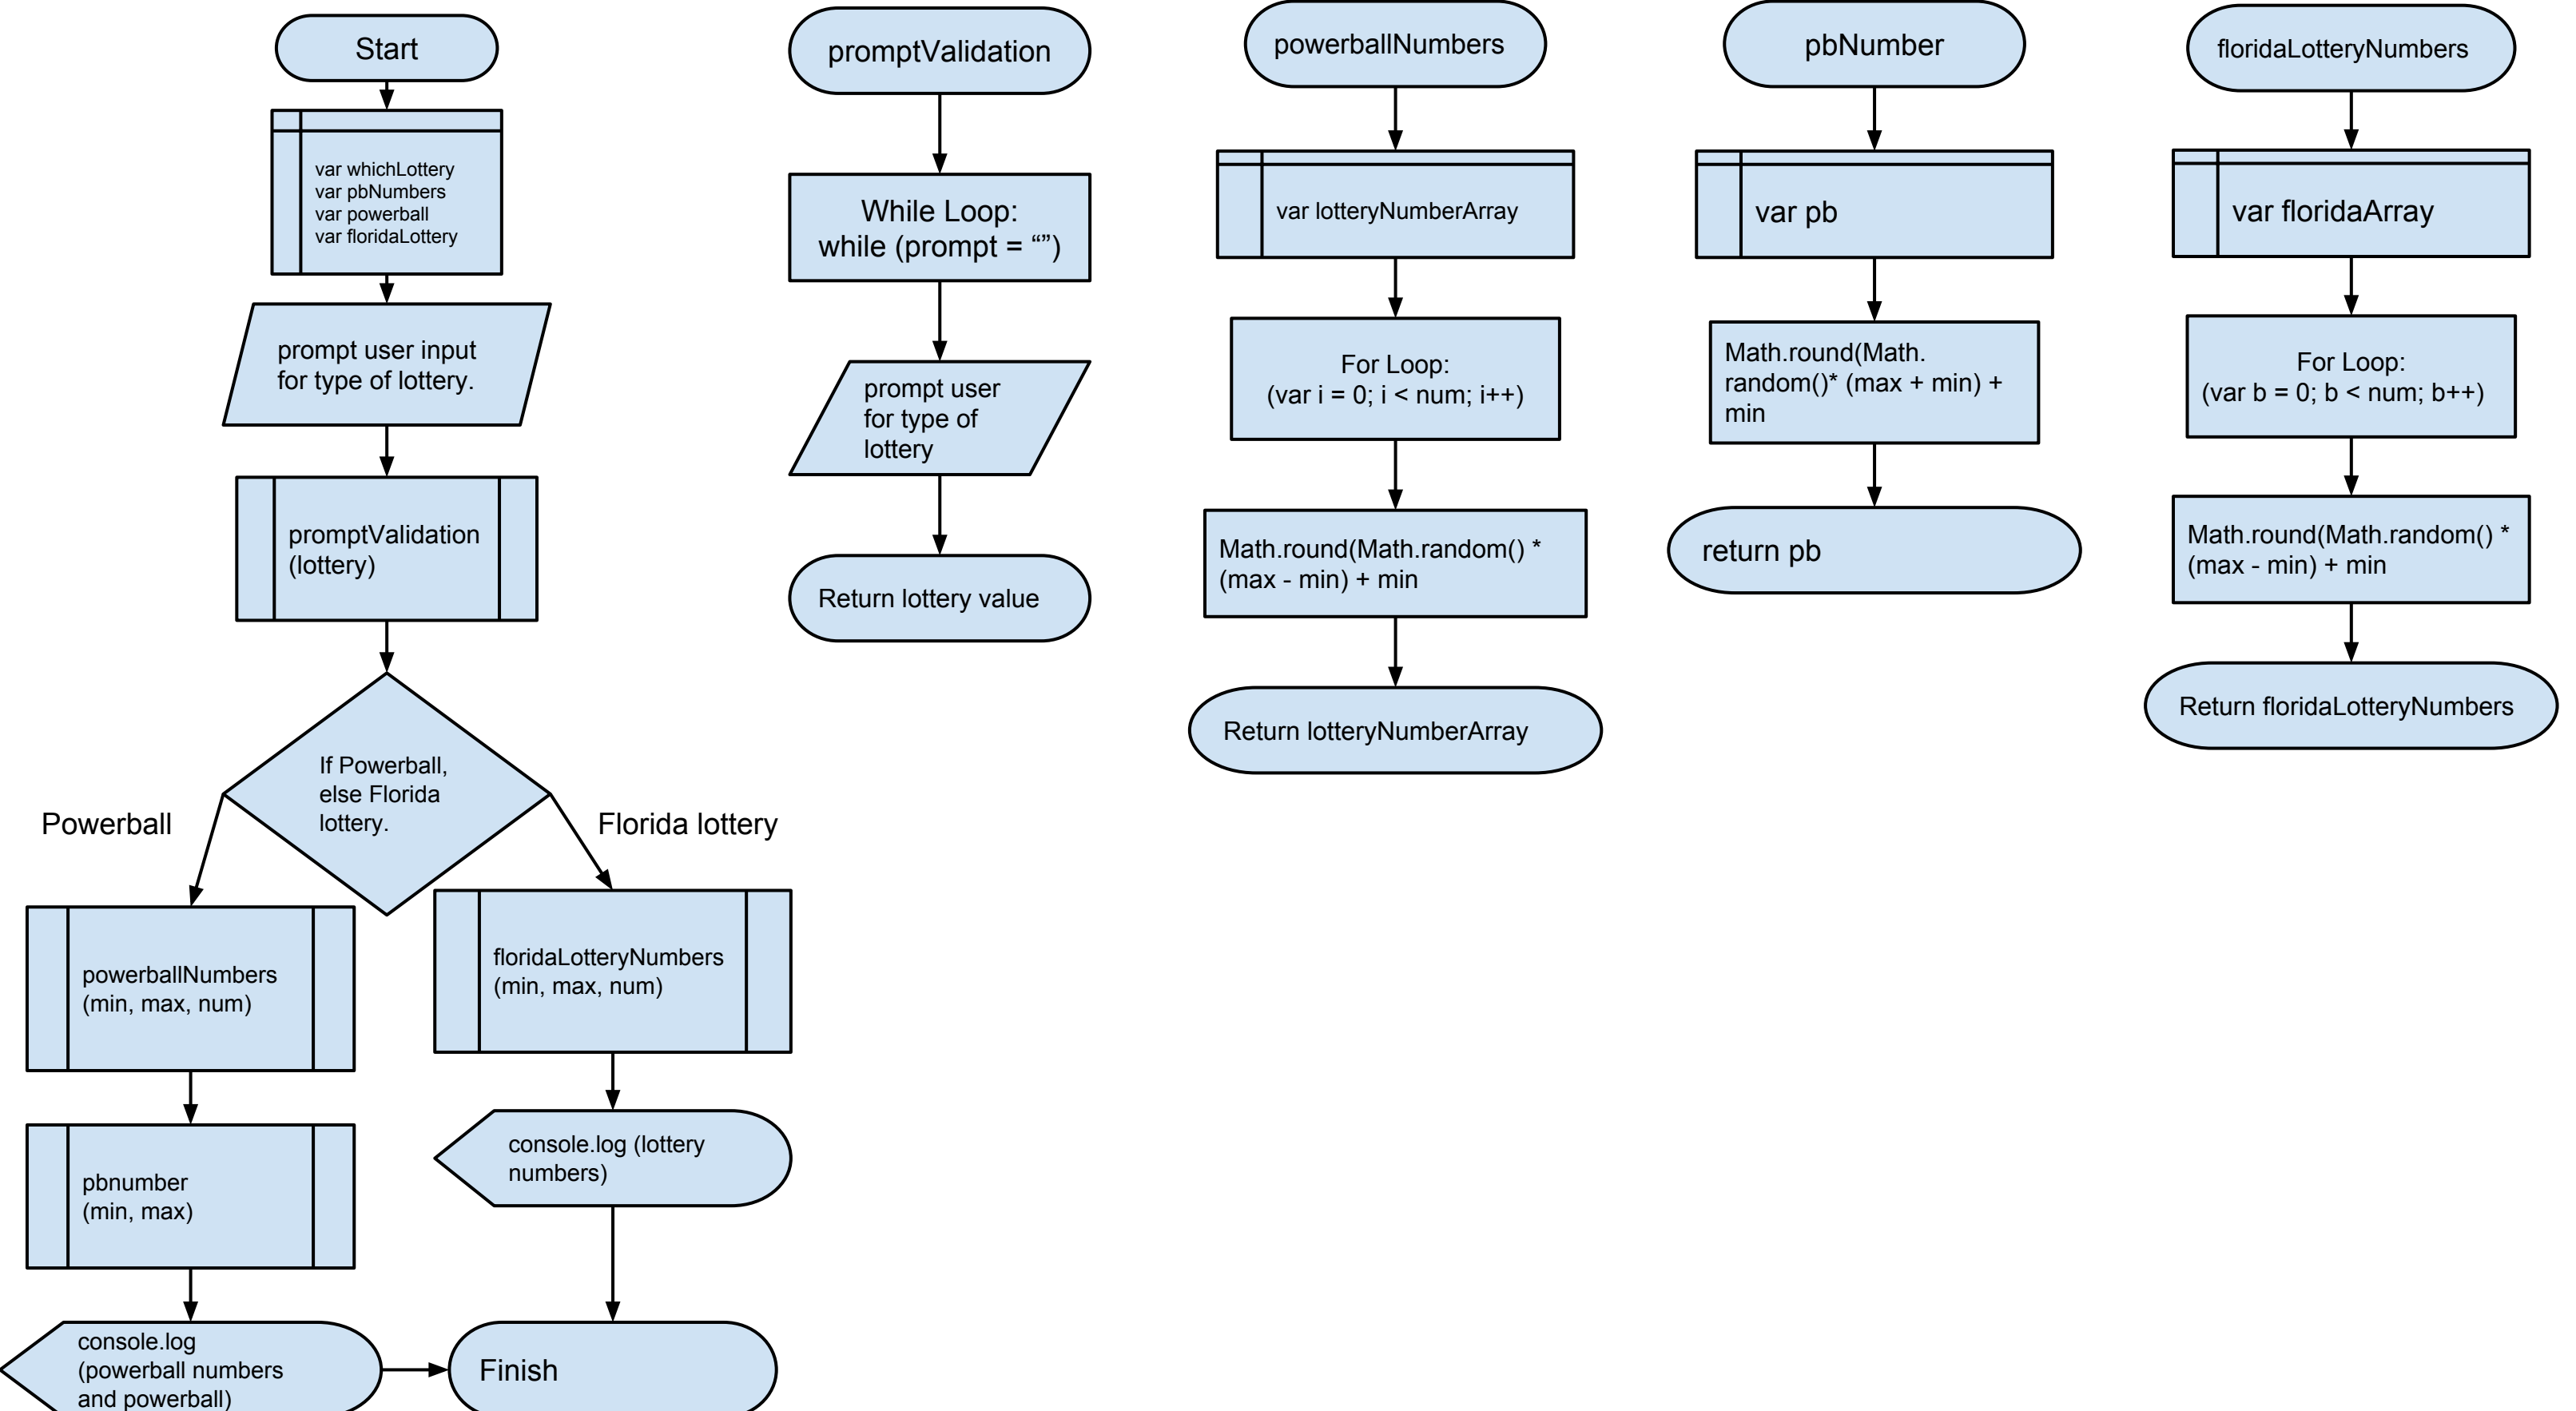 Start
var whichLottery
var pbNumbers
var powerball
var floridaLottery
prompt user input
for type of lottery.
promptValidation
(lottery)
If Powerball,
else Florida
lottery.
Powerball
Florida lottery
powerballNumbers
(min, max, num)
pbnumber
(min, max)
console.log
(powerball numbers
and powerball)
floridaLotteryNumbers
(min, max, num)
console.log (lottery
numbers)
Finish
promptValidation
While Loop:
while (prompt = “”)
prompt user
for type of
lottery
Return lottery value
powerballNumbers
var lotteryNumberArray
For Loop:
(var i = 0; i < num; i++)
Math.round(Math.random() *
(max - min) + min
Return lotteryNumberArray
pbNumber
var pb
Math.round(Math.
random()* (max + min) +
min
return pb
floridaLotteryNumbers
var floridaArray
For Loop:
(var b = 0; b < num; b++)
Math.round(Math.random() *
(max - min) + min
Return floridaLotteryNumbers